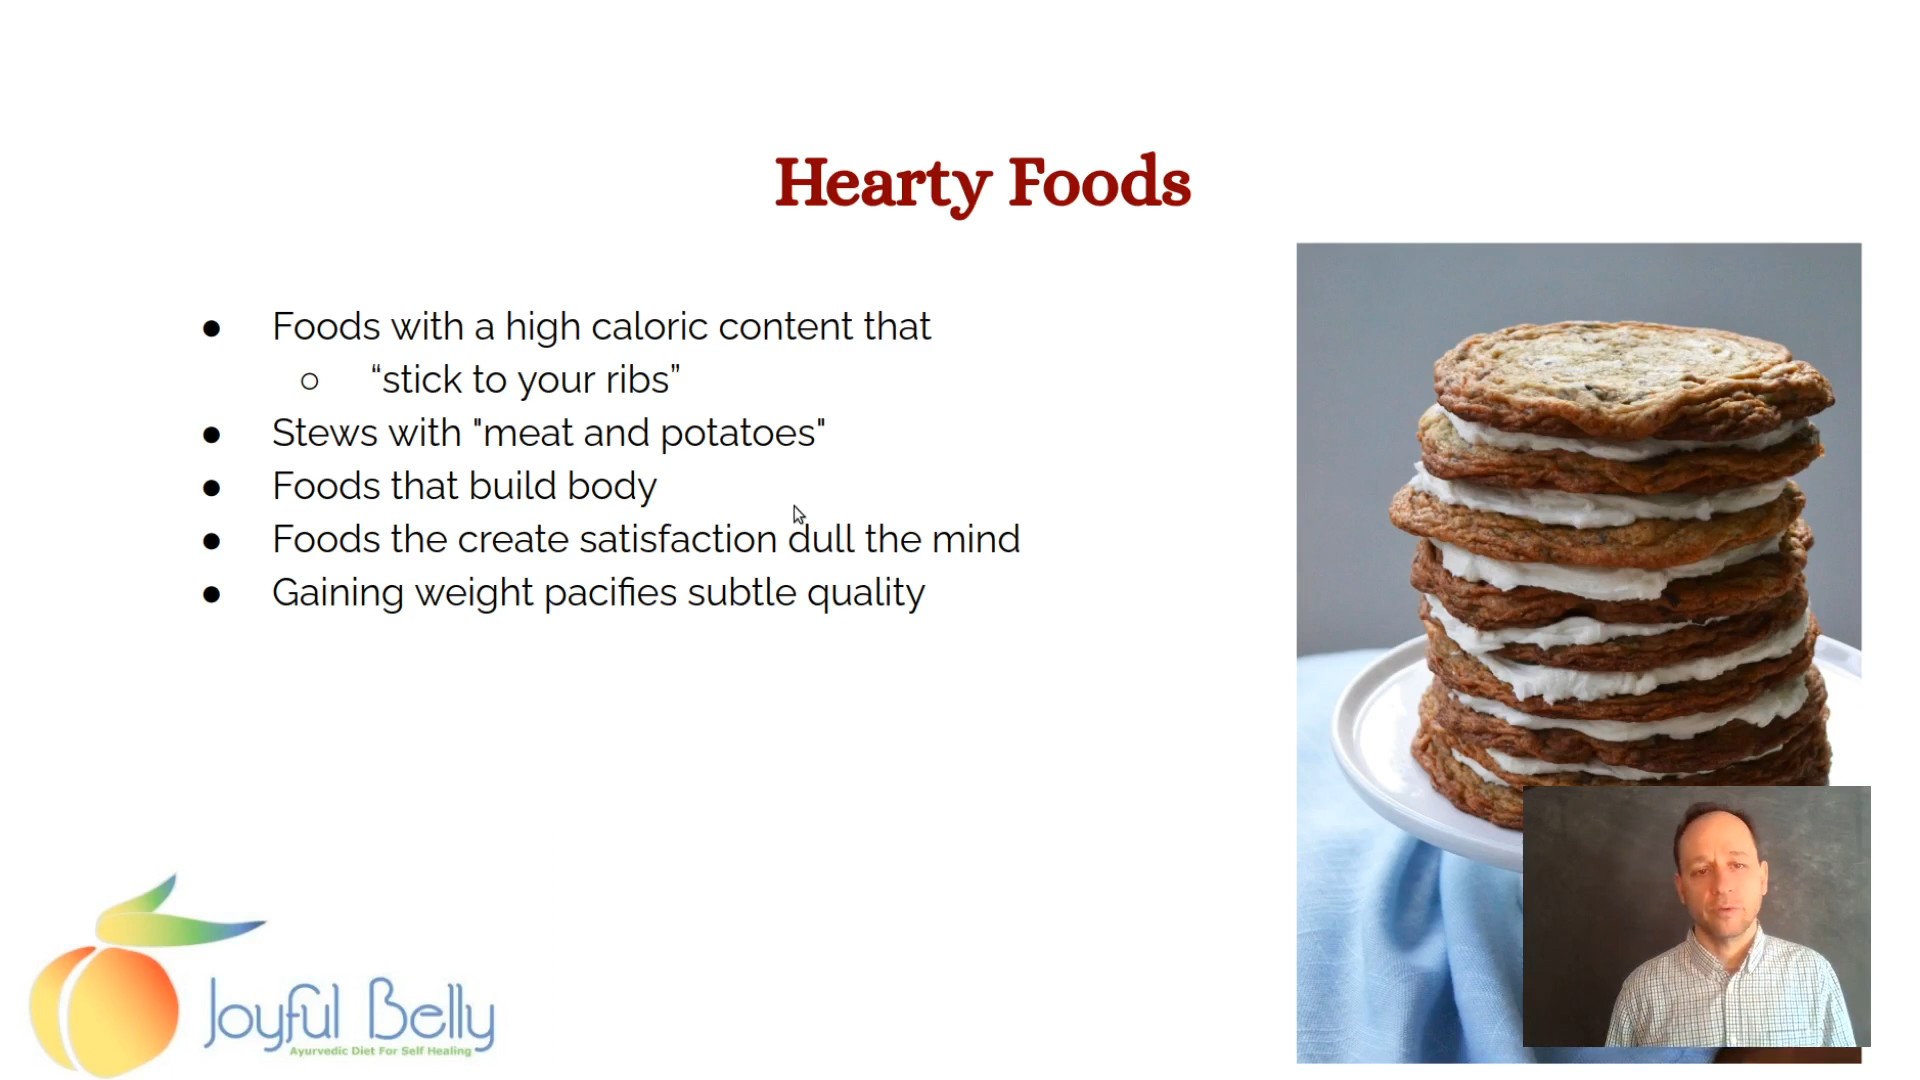 Hearty Foods
● Foods with a high caloric content that
○ “stick to your ribs”
● Stews with "meat and potatoes"
● Foods that build body
● Foods the create satisfaction dull the mind
● Gaining weight pacifies subtle quality
Joyful Belly
Ayurvedic Diet For Self Healing